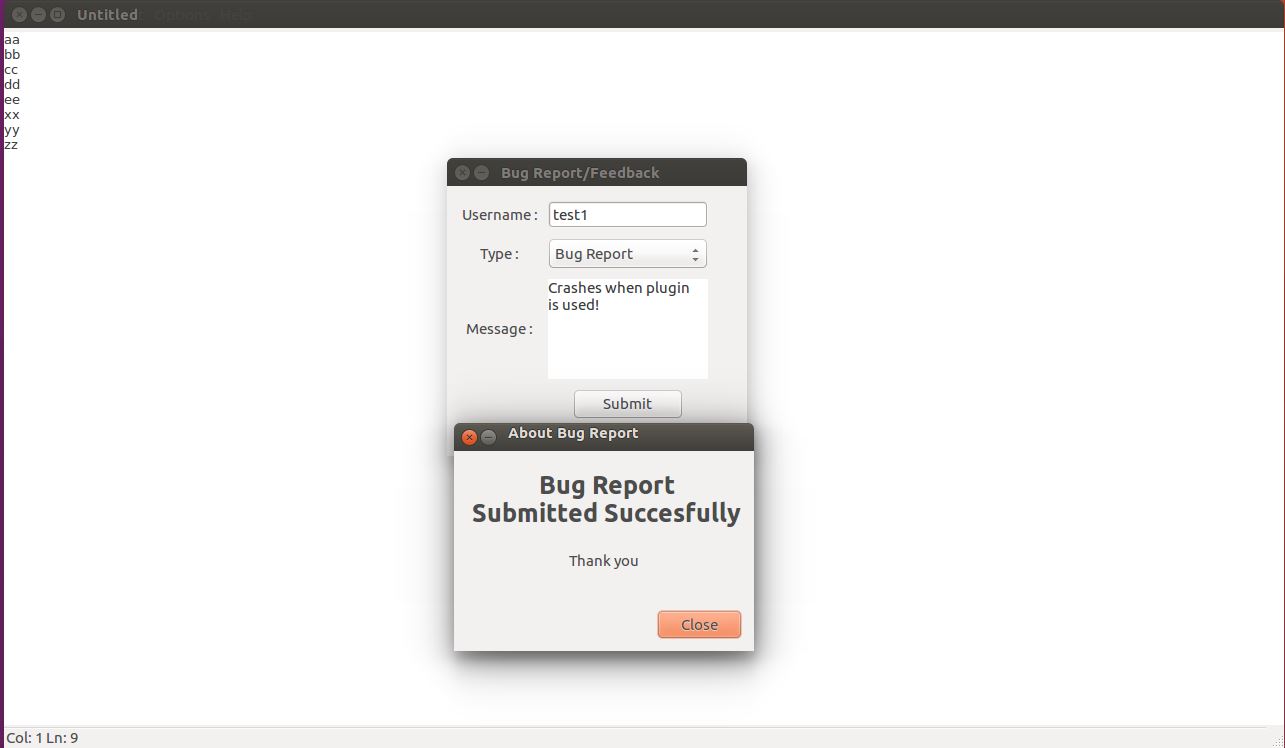 Untitled Options Help
aa
bb
cc
dd
ee
xx
yy
zz
Bug Report/Feedback
Username :
test1
Type :
Bug Report
Message :
Crashes when plugin
is used!
Submit
About Bug Report
Bug Report
Submitted Succesfully
Thank you
Close
Col: 1 Ln: 9